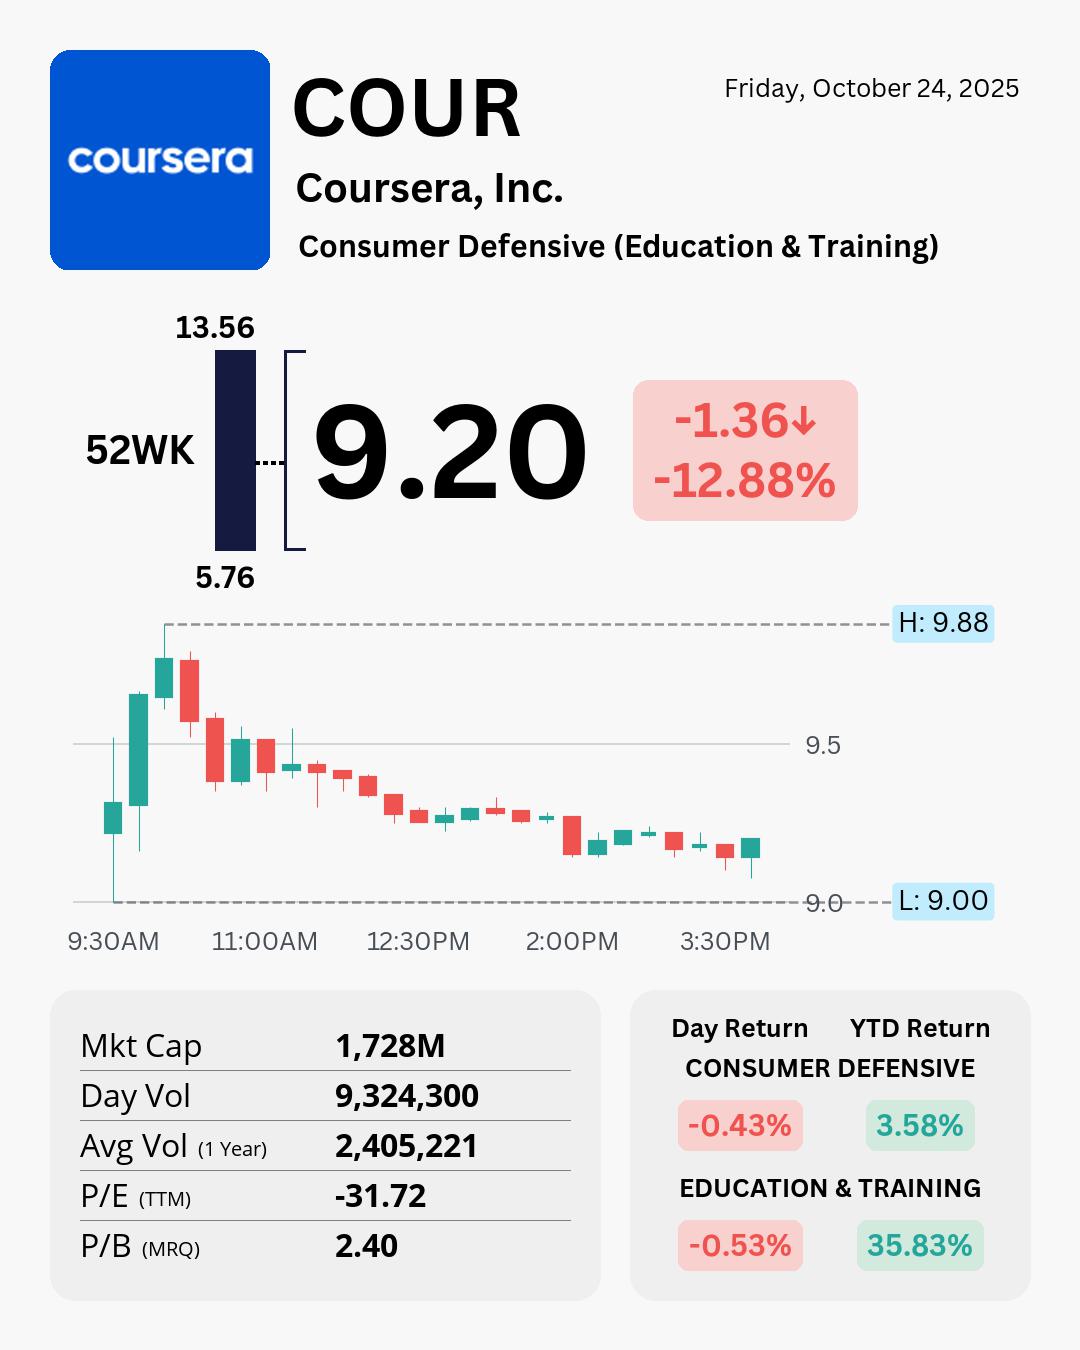 coursera
COUR
Friday, October 24, 2025
Coursera, Inc.
Consumer Defensive (Education & Training)
13.56
52WK
9.20
-1.36↓
-12.88%
5.76
H: 9.88
9.5
9.0
L: 9.00
9:30AM 11:00AM 12:30PM 2:00PM 3:30PM
Mkt Cap 1,728M
Day Vol 9,324,300
Avg Vol (1 Year) 2,405,221
P/E (TTM) -31.72
P/B (MRQ) 2.40
Day Return YTD Return
CONSUMER DEFENSIVE
-0.43% 3.58%
EDUCATION & TRAINING
-0.53% 35.83%